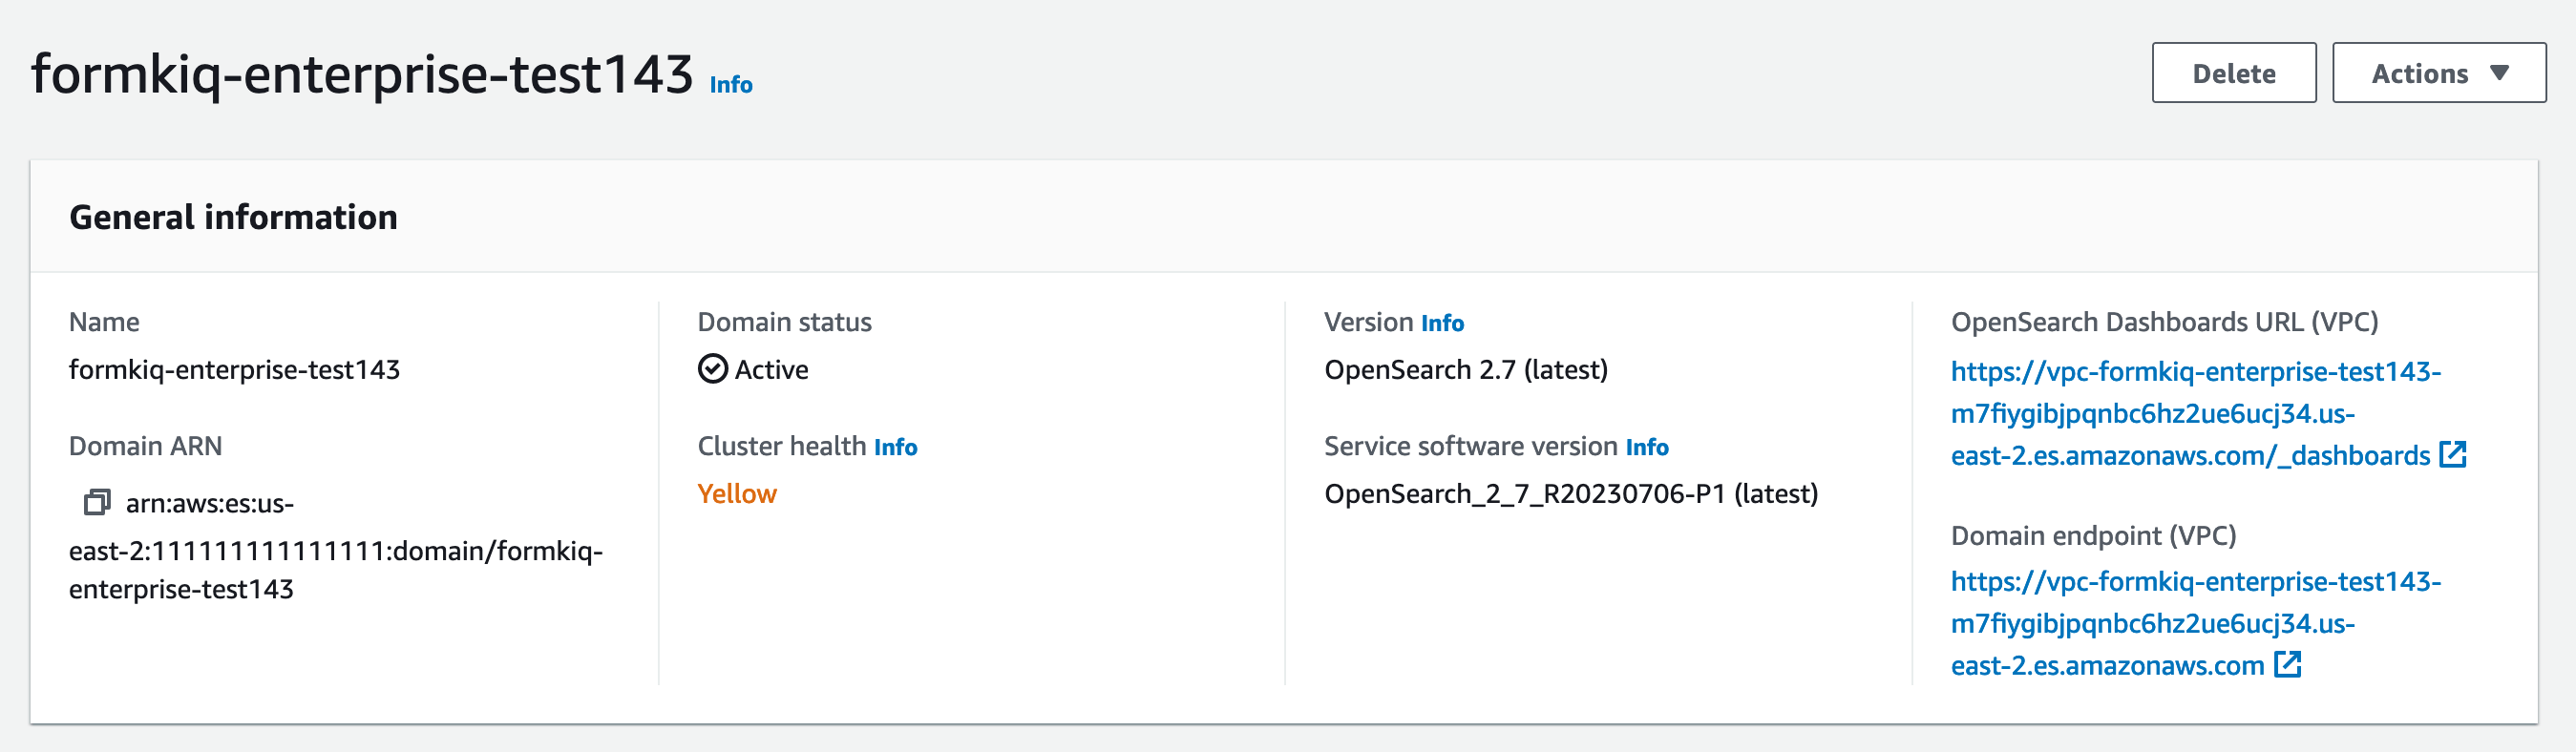 formkiq-enterprise-test143 Info
Delete
Actions
General information
Name
formkiq-enterprise-test143
Domain ARN
arn:aws:es:us-
east-2:111111111111111:domain/formkiq-
enterprise-test143
Domain status
Active
Cluster health Info
Yellow
Version Info
OpenSearch 2.7 (latest)
Service software version Info
OpenSearch_2_7_R20230706-P1 (latest)
OpenSearch Dashboards URL (VPC)
https://vpc-formkiq-enterprise-test143-
m7fiygibjpqnbc6hz2ue6ucj34.us-
east-2.es.amazonaws.com/_dashboards
Domain endpoint (VPC)
https://vpc-formkiq-enterprise-test143-
m7fiygibjpqnbc6hz2ue6ucj34.us-
east-2.es.amazonaws.com